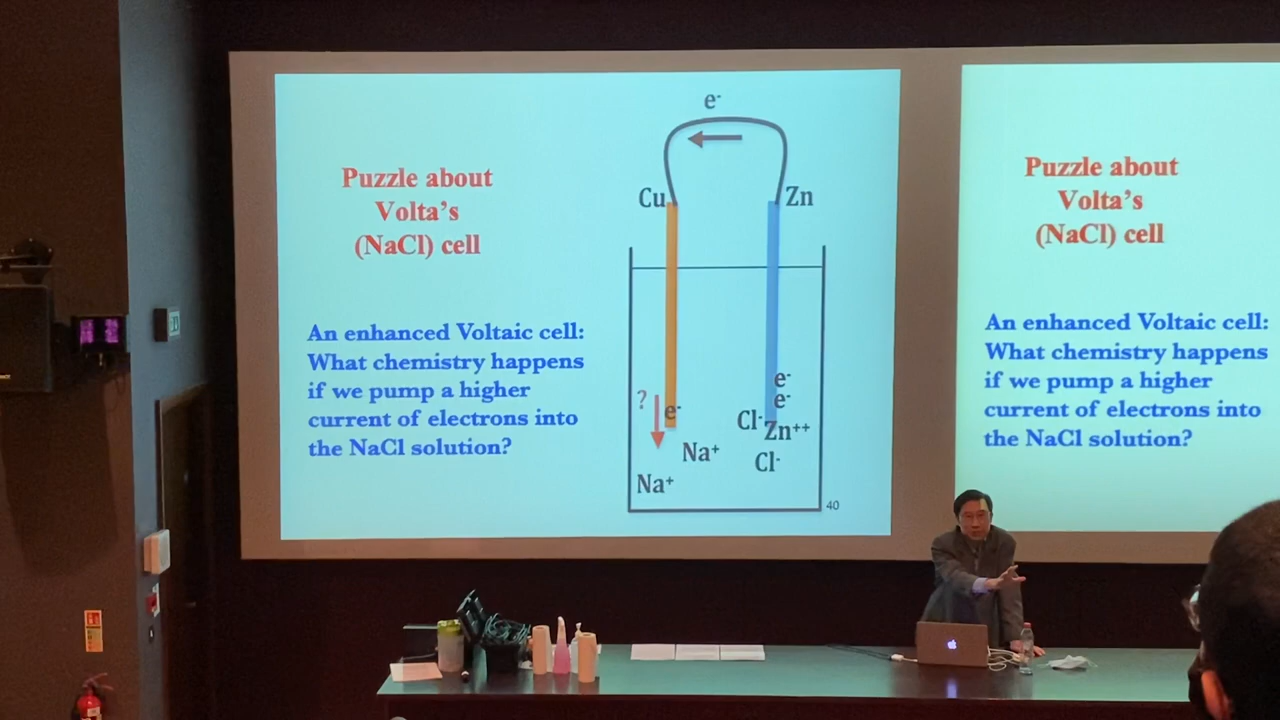 Puzzle about
Volta's
(NaCl) cell
An enhanced Voltaic cell:
What chemistry happens
if we pump a higher
current of electrons into
the NaCl solution?
e-
Cu
Zn
?
e-
e-
e-
Cl-
Zn++
Na+
Cl-
Na+
40
Puzzle about
Volta's
(NaCl) cell
An enhanced Voltaic cell:
What chemistry happens
if we pump a higher
current of electrons into
the NaCl solution?